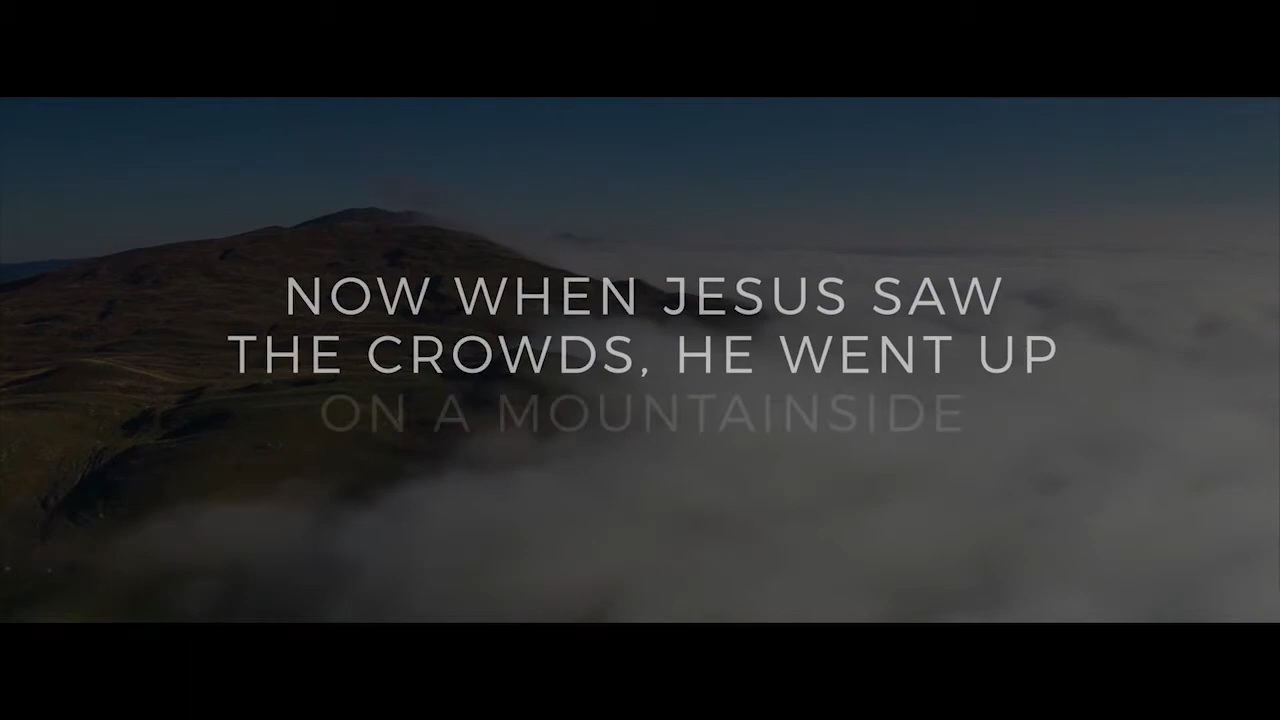 NOW WHEN JESUS SAW
THE CROWDS, HE WENT UP
ON A MOUNTAINSIDE